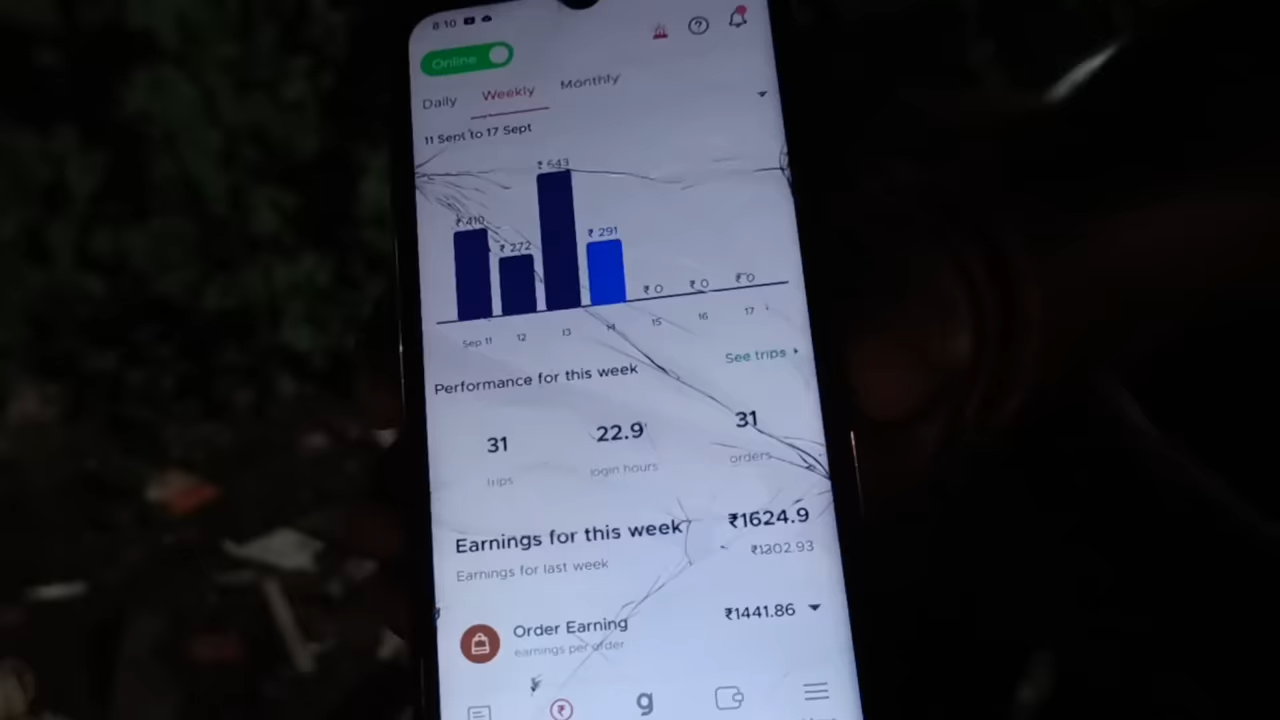 8 10
Online
Daily Weekly Monthly
11 Sept to 17 Sept
₹ 643
₹ 410
₹ 272
₹ 291
₹ 0 ₹ 0 ₹ 0
Sep 11 12 13 14 15 16 17
Performance for this week See trips
31 22.9 31
trips login hours orders
Earnings for this week ₹1624.9
Earnings for last week ₹1302.93
Order Earning ₹1441.86
earnings per order
g